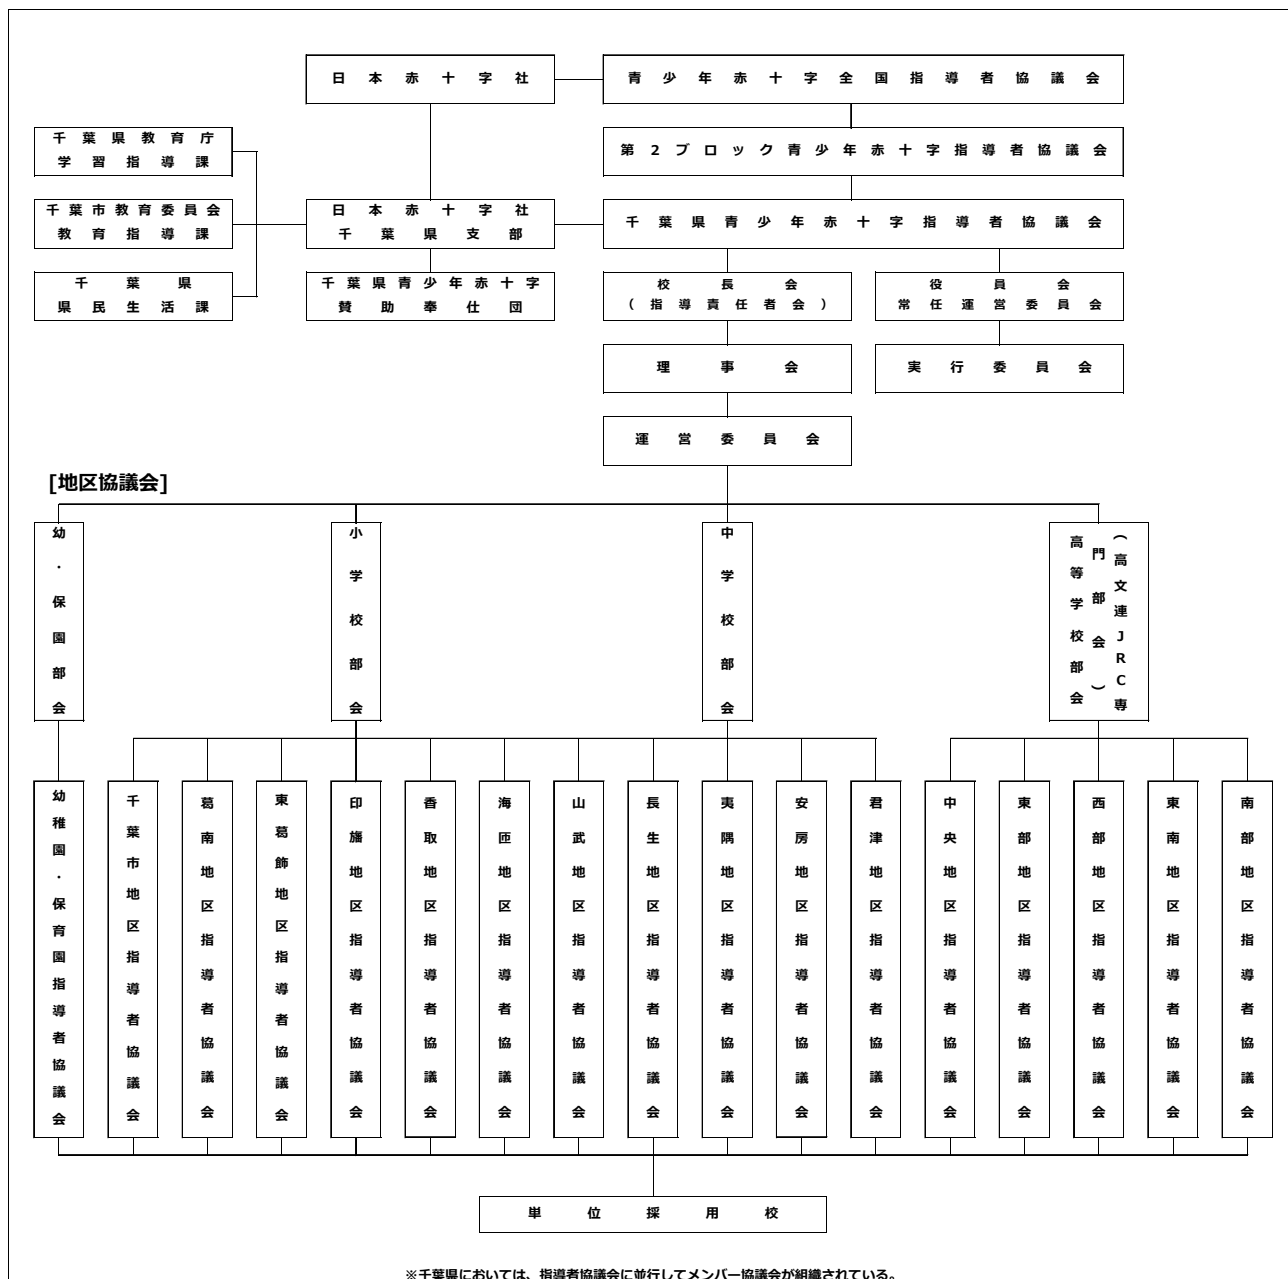 日本赤十字社
青少年赤十字全国指導者協議会
千葉県教育庁
学習指導課
第2ブロック青少年赤十字指導者協議会
千葉市教育委員会
教育指導課
日本赤十字社
千葉県支部
千葉県青少年赤十字指導者協議会
千葉県
県民生活課
千葉県青少年赤十字
賛助奉仕団
校長会
（指導責任者会）
役員会
常任運営委員会
理事会
実行委員会
運営委員会
[地区協議会]
幼・保園部会
小学校部会
中学校部会
（高文連JRC専
門部会）
高等学校部会
幼稚園・保育園指導者協議会
千葉市地区指導者協議会
葛南地区指導者協議会
東葛飾地区指導者協議会
印旛地区指導者協議会
香取地区指導者協議会
海匝地区指導者協議会
山武地区指導者協議会
長生地区指導者協議会
夷隅地区指導者協議会
安房地区指導者協議会
君津地区指導者協議会
中央地区指導者協議会
東部地区指導者協議会
西部地区指導者協議会
東南地区指導者協議会
南部地区指導者協議会
単位採用校
※千葉県においては、指導者協議会に並行してメンバー協議会が組織されている。